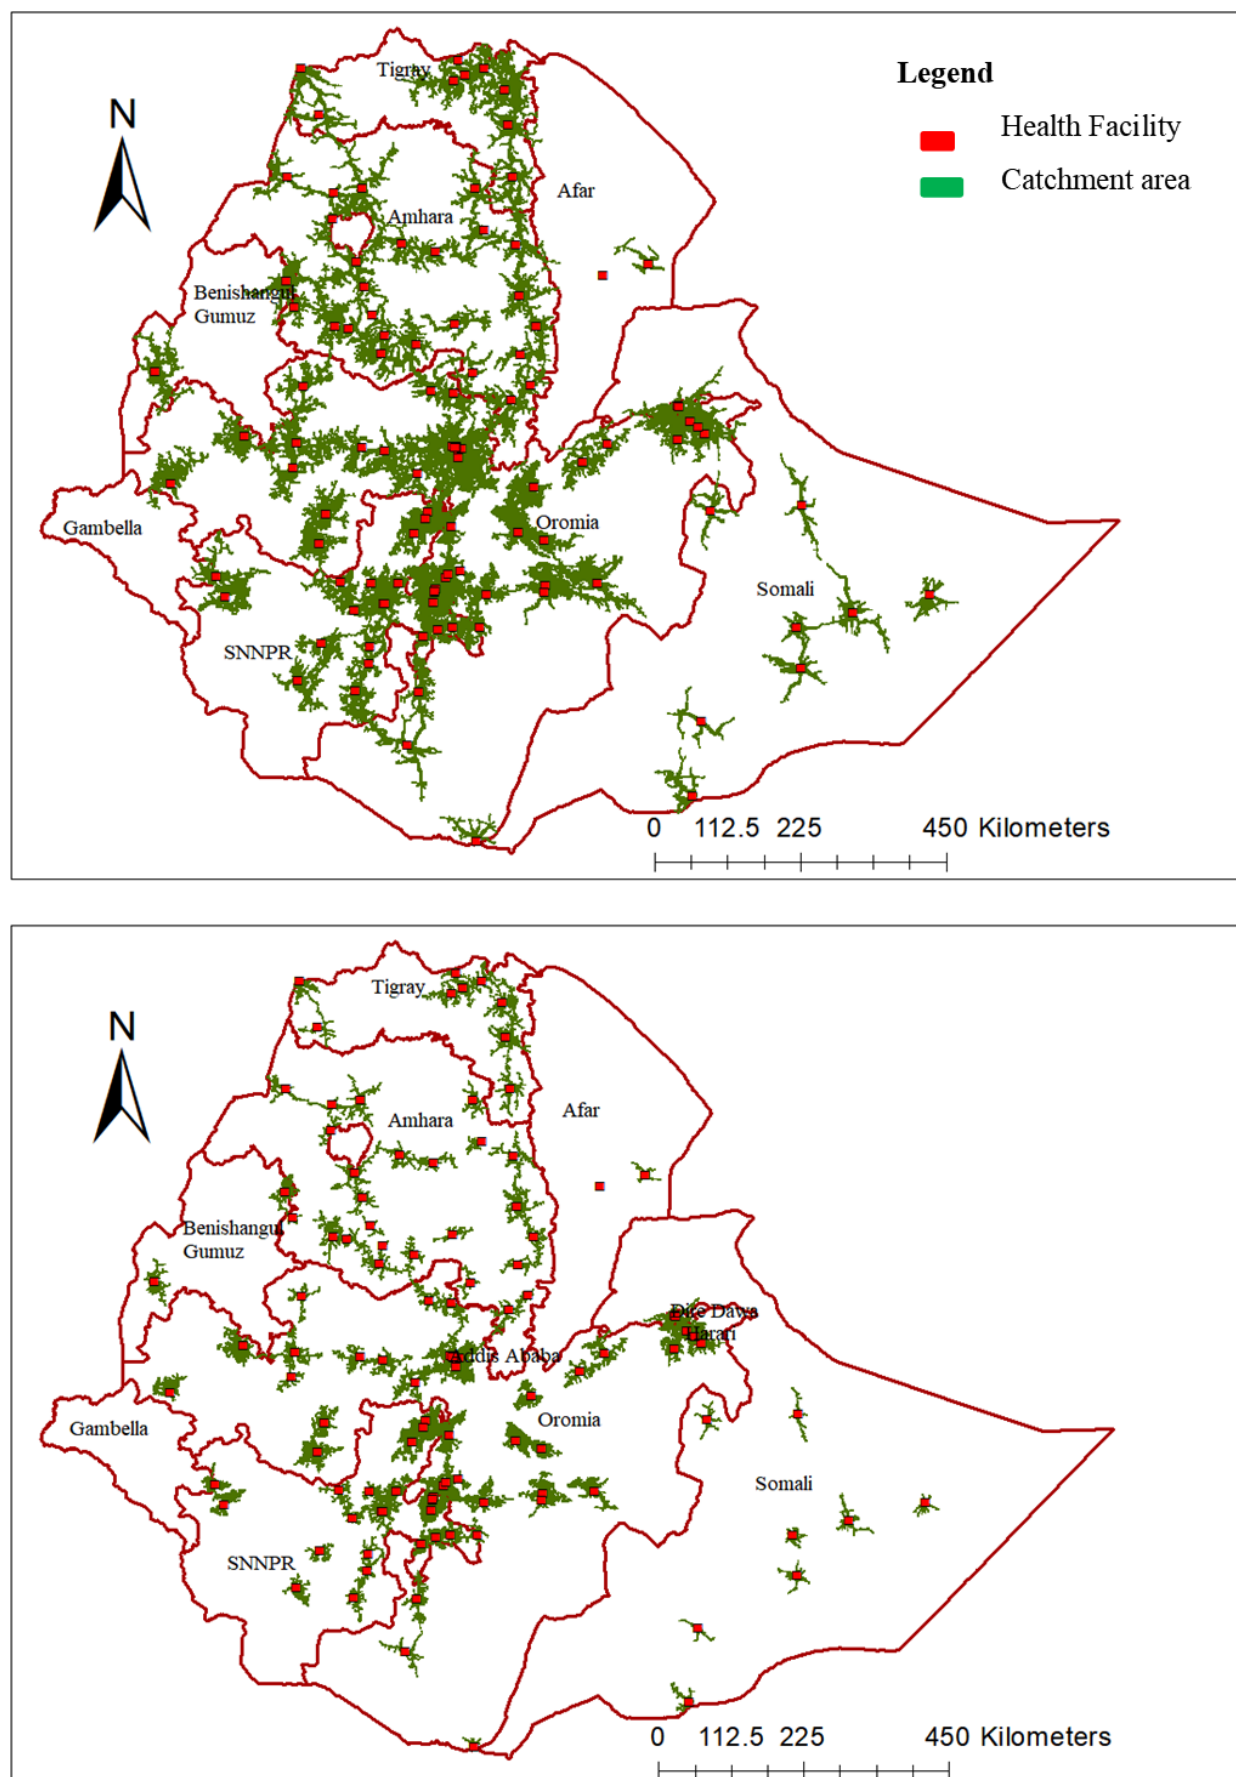 Legend
Health Facility
Catchment area
N
Tigray
Afar
Amhara
Benishangul
Gumuz
Gambella
Oromia
Somali
SNNPR
0 112.5 225 450 Kilometers
N
Tigray
Afar
Amhara
Benishangul
Gumuz
Dire Dawa
Harari
Addis Ababa
Oromia
Gambella
Somali
SNNPR
0 112.5 225 450 Kilometers